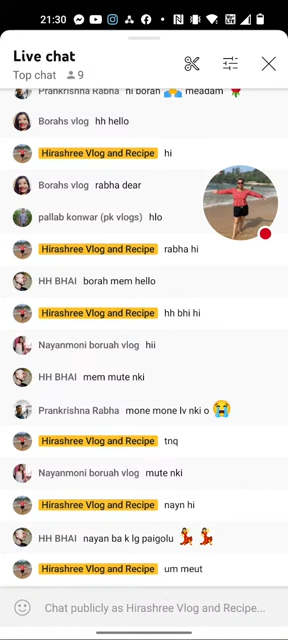 21:30
Live chat
Top chat 9
Prankrishna Rabha hi borah 🙌 meadam 🌹
Borahs vlog hh hello
Hirashree Vlog and Recipe hi
Borahs vlog rabha dear
pallab konwar (pk vlogs) hlo
Hirashree Vlog and Recipe rabha hi
HH BHAI borah mem hello
Hirashree Vlog and Recipe hh bhi hi
Nayanmoni boruah vlog hii
HH BHAI mem mute nki
Prankrishna Rabha mone mone lv nki o 😭
Hirashree Vlog and Recipe tnq
Nayanmoni boruah vlog mute nki
Hirashree Vlog and Recipe nayn hi
HH BHAI nayan ba k lg paigolu 💃 💃
Hirashree Vlog and Recipe um meut
Chat publicly as Hirashree Vlog and Recipe...